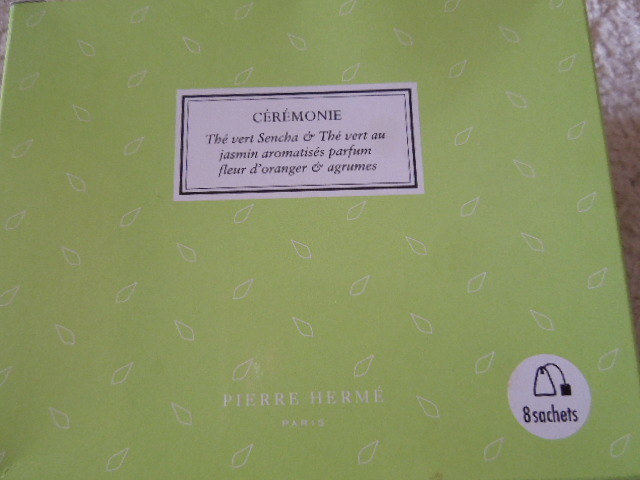 CÉRÉMONIE
Thé vert Sencha & Thé vert au
jasmin aromatisés parfum
fleur d'oranger & agrumes
PIERRE HERMÉ
PARIS
8 sachets